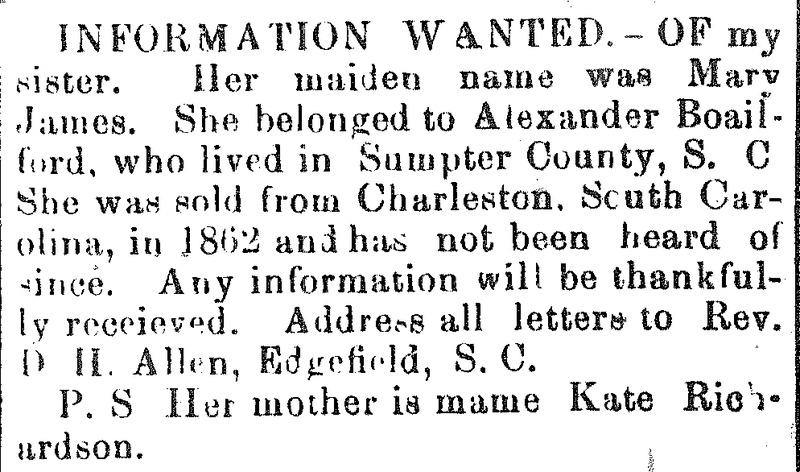 INFORMATION WANTED.–OF my
sister. Her maiden name was Mary
James. She belonged to Alexander Boail-
ford, who lived in Sumpter County, S. C
She was sold from Charleston. South Car-
olina, in 1862 and has not been heard of
since. Any information will be thankful-
ly receieved. Address all letters to Rev.
D H. Allen, Edgefield, S. C.
P. S Her mother is mame Kate Rich-
ardson.